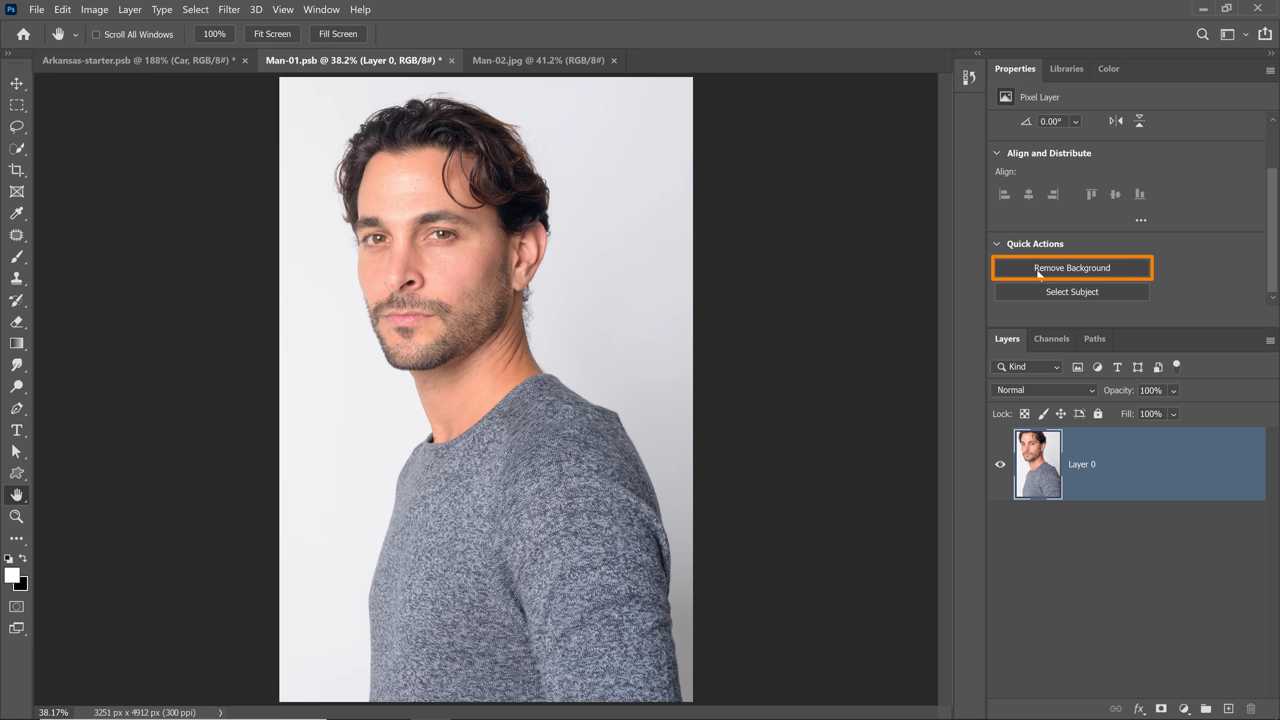 Ps File Edit Image Layer Type Select Filter 3D View Window Help
Scroll All Windows 100% Fit Screen Fill Screen
Arkansas-starter.psb @ 188% (Car, RGB/8#) * × Man-01.psb @ 38.2% (Layer 0, RGB/8#) * × Man-02.jpg @ 41.2% (RGB/8#) ×
Properties Libraries Color
Pixel Layer
0.00°
Align and Distribute
Align:
Quick Actions
Remove Background
Select Subject
Layers Channels Paths
Kind
Normal Opacity: 100%
Lock: Fill: 100%
Layer 0
38.17% 3251 px x 4912 px (300 ppi)